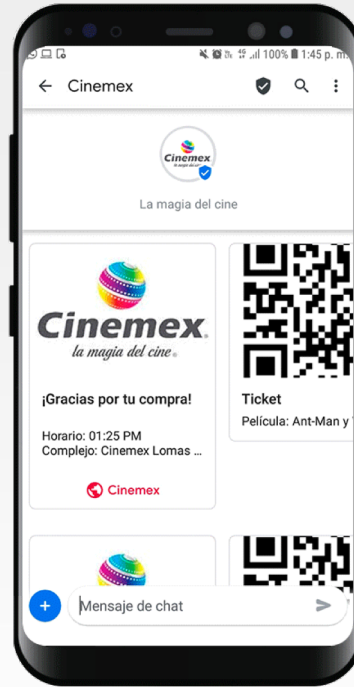 100% 1:45 p. m.
Cinemex
Cinemex
La magia del cine
Cinemex
la magia del cine
¡Gracias por tu compra!
Horario: 01:25 PM
Complejo: Cinemex Lomas ...
Cinemex
Ticket
Película: Ant-Man y
Mensaje de chat